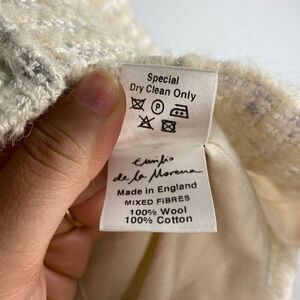 Special
Dry Clean Only
P
emilio
de la Morena
Made in England
MIXED FIBRES
100% Wool
100% Cotton